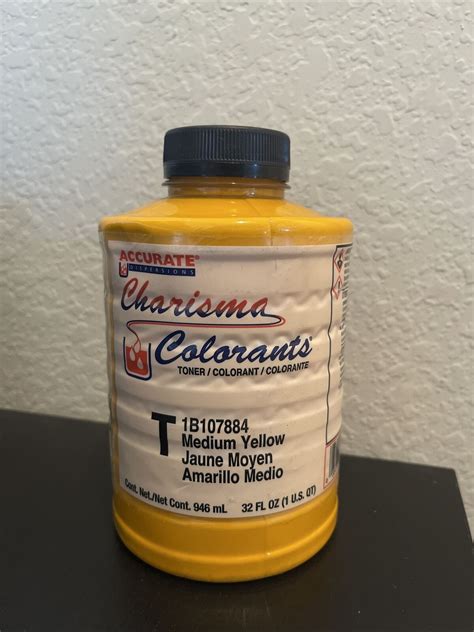 ACCURATE®
DISPERSIONS
Charisma
Colorants®
TONER / COLORANT / COLORANTE
T
1B107884
Medium Yellow
Jaune Moyen
Amarillo Medio
Cont. Net./Net Cont. 946 mL 32 FL OZ (1 U.S. QT)